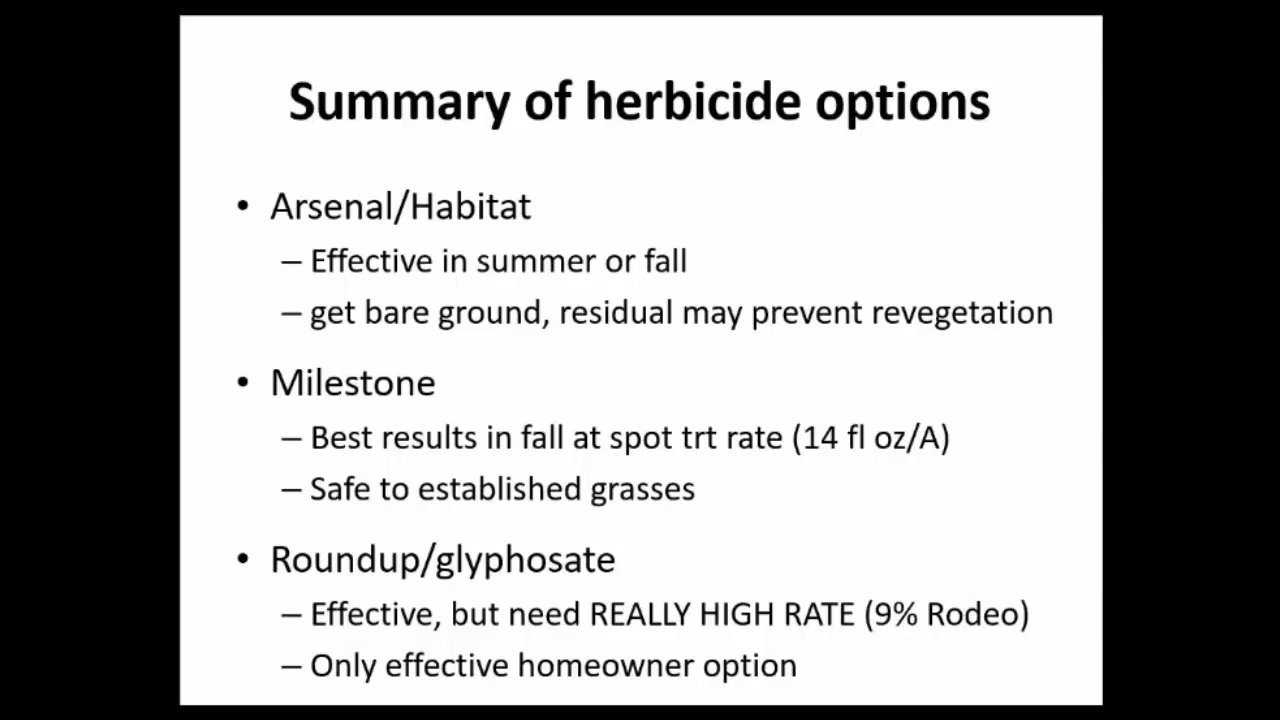 Summary of herbicide options
• Arsenal/Habitat
– Effective in summer or fall
– get bare ground, residual may prevent revegetation
• Milestone
– Best results in fall at spot trt rate (14 fl oz/A)
– Safe to established grasses
• Roundup/glyphosate
– Effective, but need REALLY HIGH RATE (9% Rodeo)
– Only effective homeowner option